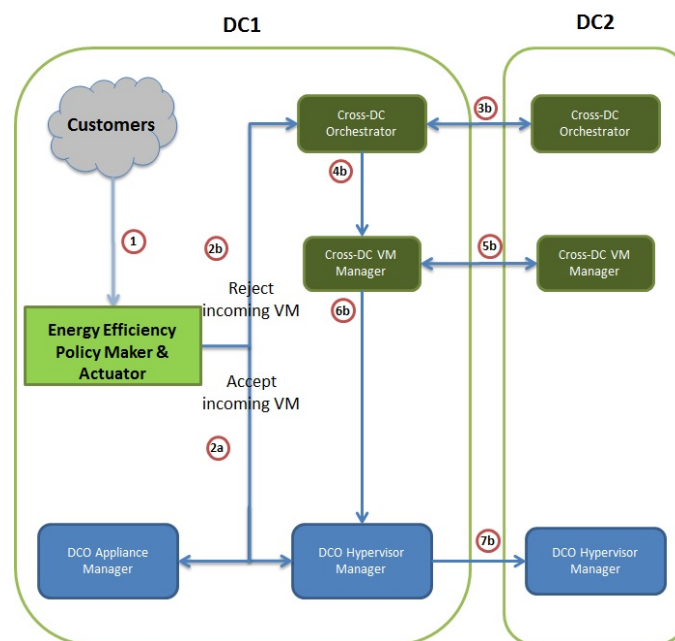 DC1
DC2
Customers
Cross-DC
Orchestrator
3b
Cross-DC
Orchestrator
4b
1
2b
Cross-DC VM
Manager
5b
Cross-DC VM
Manager
Reject
incoming VM
6b
Energy Efficiency
Policy Maker &
Actuator
Accept
incoming VM
2a
DCO Appliance
Manager
DCO Hypervisor
Manager
7b
DCO Hypervisor
Manager